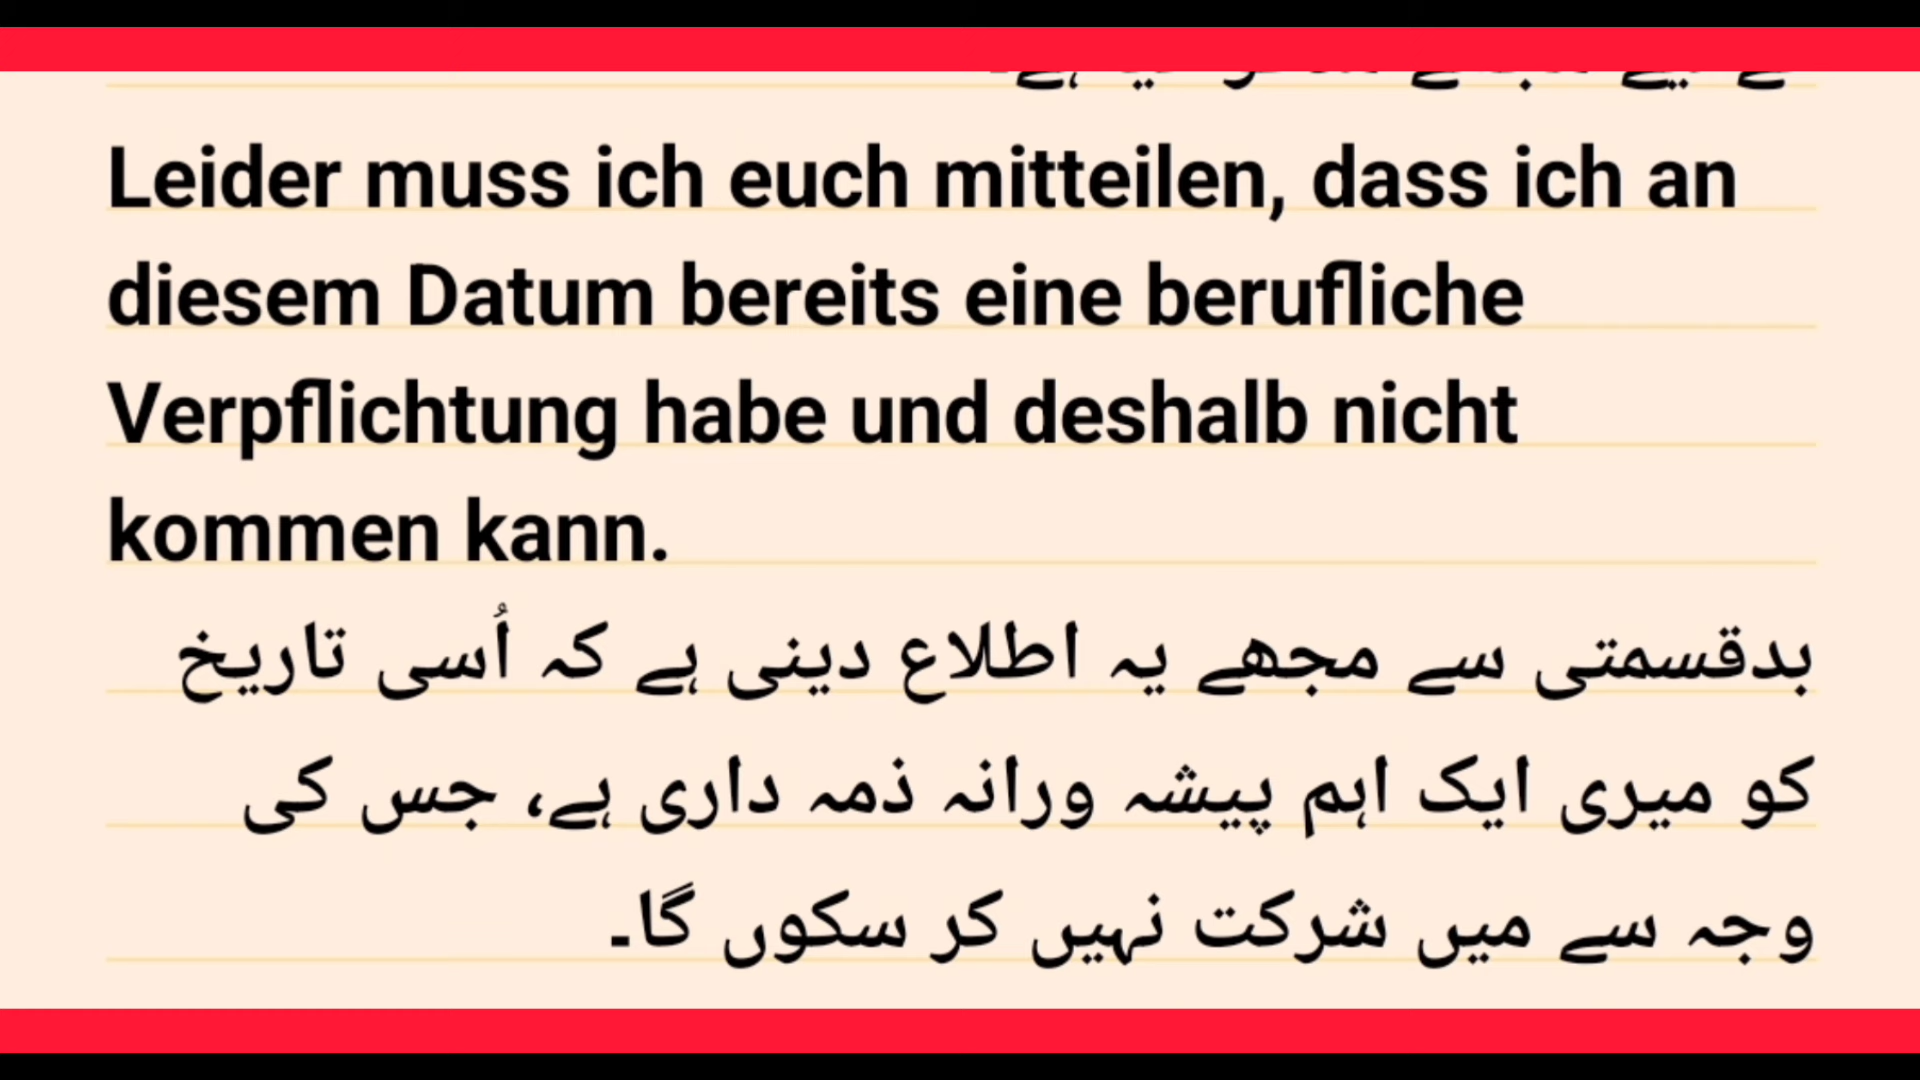 Leider muss ich euch mitteilen, dass ich an
diesem Datum bereits eine berufliche
Verpflichtung habe und deshalb nicht
kommen kann.
بدقسمتی سے مجھے یہ اطلاع دینی ہے کہ اُسی تاریخ
کو میری ایک اہم پیشہ ورانہ ذمہ داری ہے، جس کی
وجہ سے میں شرکت نہیں کر سکوں گا۔